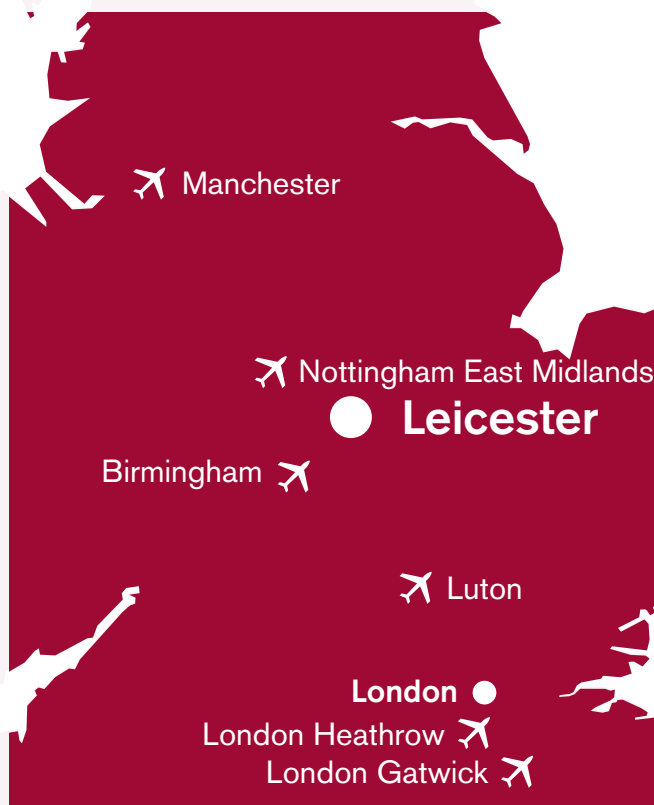 Manchester
Nottingham East Midlands
Leicester
Birmingham
Luton
London
London Heathrow
London Gatwick